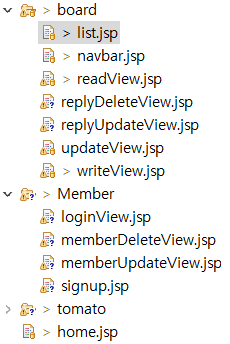 > board
> list.jsp
> navbar.jsp
> readView.jsp
replyDeleteView.jsp
replyUpdateView.jsp
updateView.jsp
> writeView.jsp
> Member
loginView.jsp
memberDeleteView.jsp
memberUpdateView.jsp
signup.jsp
> tomato
> home.jsp